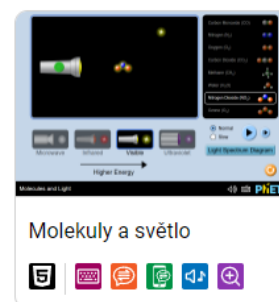 Carbon Monoxide (CO)
Nitrogen (N₂)
Oxygen (O₂)
Carbon Dioxide (CO₂)
Methane (CH₄)
Water (H₂O)
Nitrogen Dioxide (NO₂)
Ozone (O₃)
Microwave
Infrared
Visible
Ultraviolet
Higher Energy
Normal
Slow
Light Spectrum Diagram
Molecules and Light
PhET
Molekuly a světlo
5